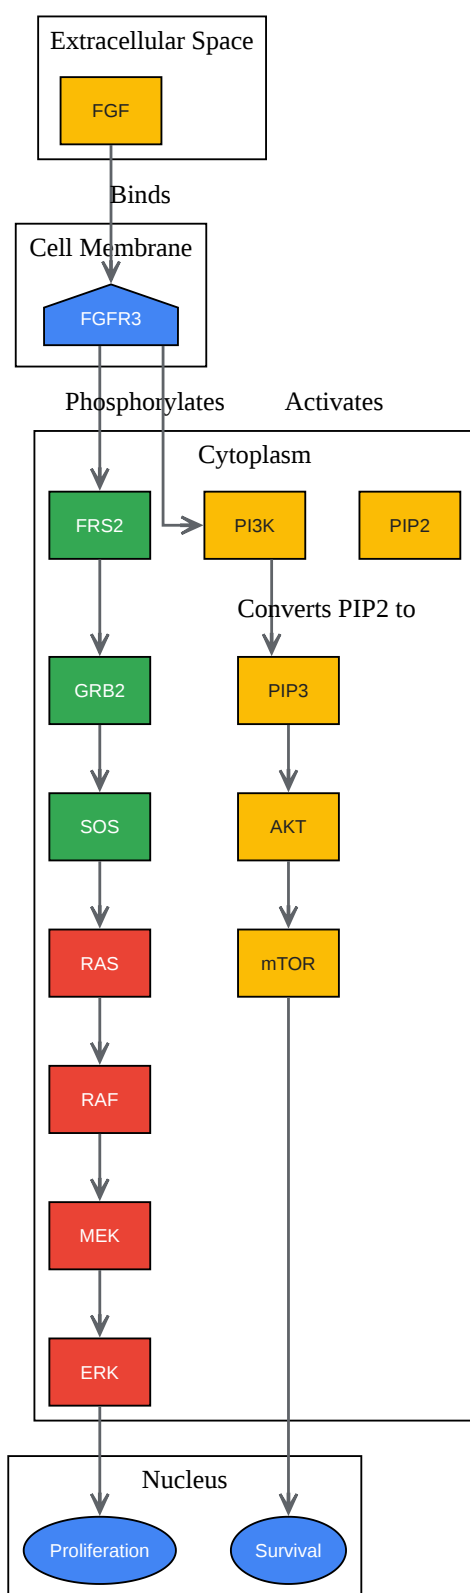 Extracellular Space
FGF
Binds
Cell Membrane
FGFR3
Phosphorylates
Activates
Cytoplasm
FRS2
PI3K
PIP2
Converts PIP2 to
GRB2
PIP3
SOS
AKT
RAS
mTOR
RAF
MEK
ERK
Nucleus
Proliferation
Survival